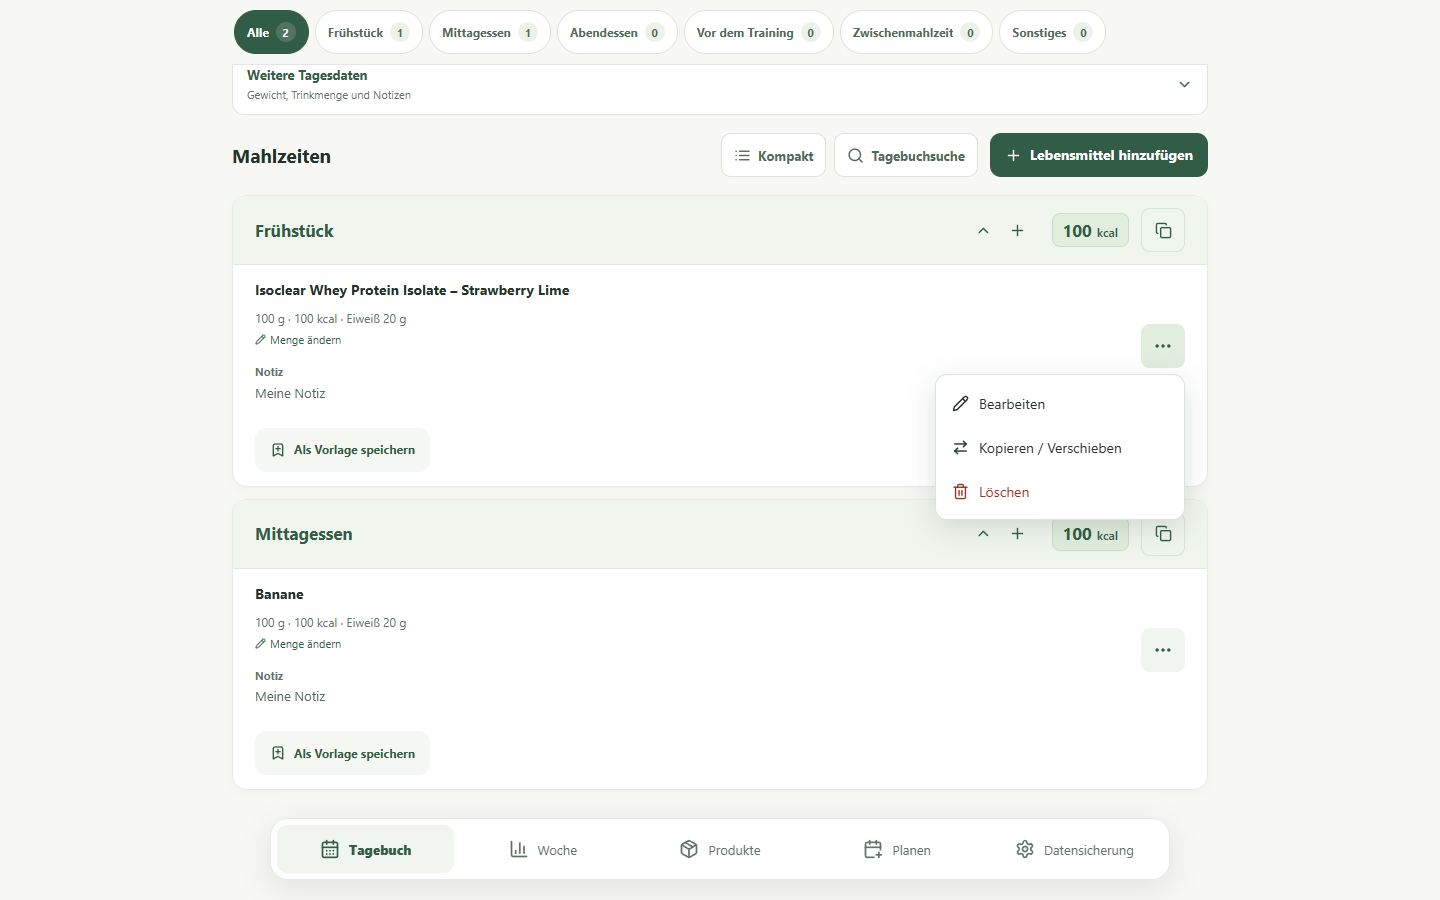 Alle 2 Frühstück 1 Mittagessen 1 Abendessen 0 Vor dem Training 0 Zwischenmahlzeit 0 Sonstiges 0
Weitere Tagesdaten
Gewicht, Trinkmenge und Notizen
Mahlzeiten Kompakt Tagebuchsuche Lebensmittel hinzufügen
Frühstück 100 kcal
Isoclear Whey Protein Isolate – Strawberry Lime
100 g · 100 kcal · Eiweiß 20 g
Menge ändern
Notiz
Meine Notiz
Als Vorlage speichern
Bearbeiten
Kopieren / Verschieben
Löschen
Mittagessen 100 kcal
Banane
100 g · 100 kcal · Eiweiß 20 g
Menge ändern
Notiz
Meine Notiz
Als Vorlage speichern
Tagebuch Woche Produkte Planen Datensicherung